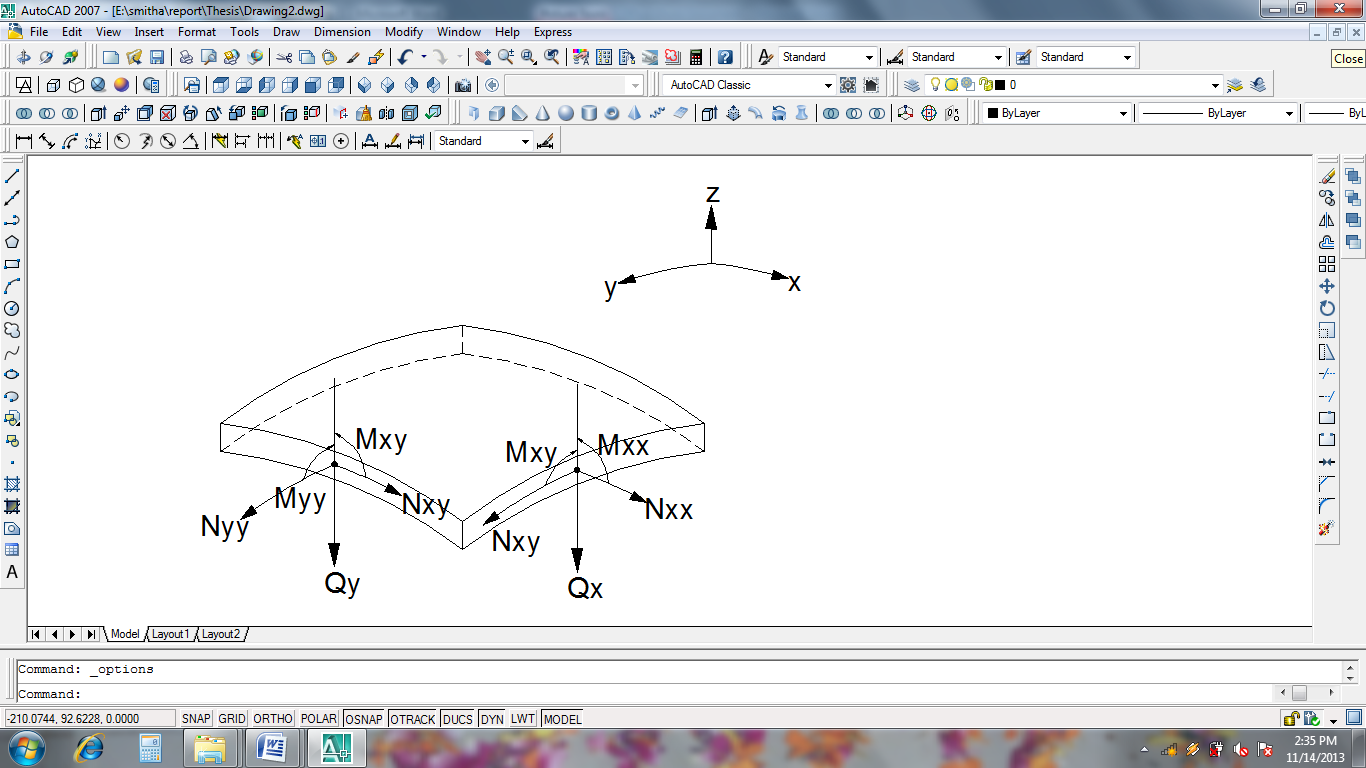 AutoCAD 2007 - [E:\smitha\report\Thesis\Drawing2.dwg]
File Edit View Insert Format Tools Draw Dimension Modify Window Help Express
Standard Standard Standard
Close
AutoCAD Classic 0
ByLayer ByLayer ByL
Standard
z
y x
Mxy Mxy Mxx
Myy Nxy Nxx
Nyy Nxy
Qy Qx
Model Layout1 Layout2
Command: _options
Command:
-210.0744, 92.6228, 0.0000 SNAP GRID ORTHO POLAR OSNAP OTRACK DUCS DYN LWT MODEL
2:35 PM
11/14/2013